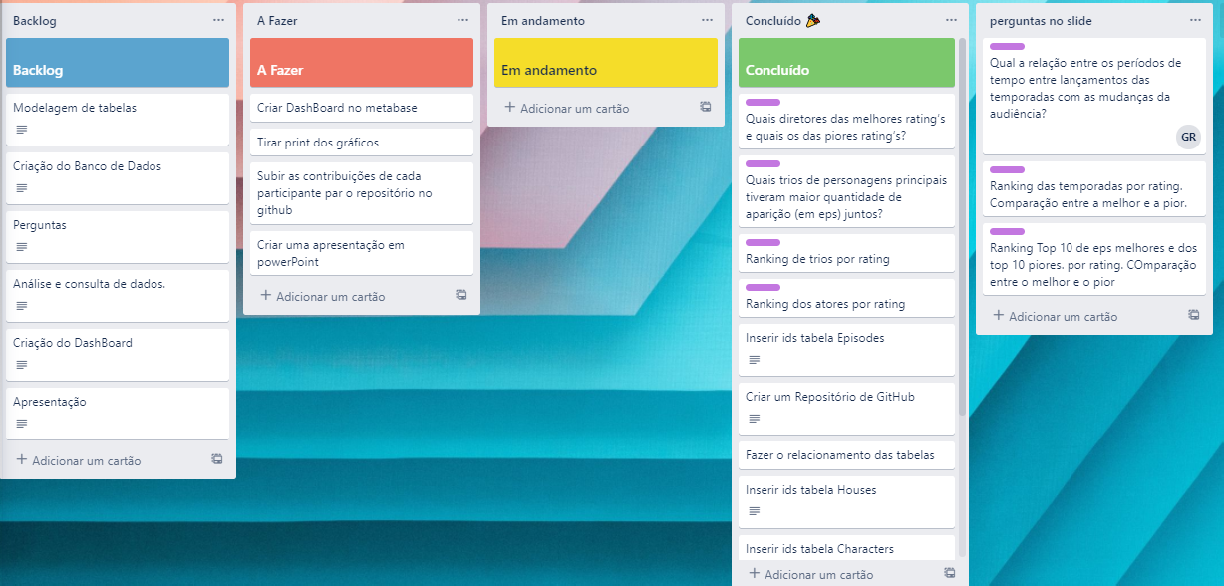 Backlog
Backlog
Modelagem de tabelas
Criação do Banco de Dados
Perguntas
Análise e consulta de dados.
Criação do DashBoard
Apresentação
+ Adicionar um cartão
A Fazer
A Fazer
Criar DashBoard no metabase
Tirar print dos gráficos
Subir as contribuições de cada
participante par o repositório no
github
Criar uma apresentação em
powerPoint
+ Adicionar um cartão
Em andamento
Em andamento
+ Adicionar um cartão
Concluído 🎉
Concluído
Quais diretores das melhores rating's
e quais os das piores rating's?
Quais trios de personagens principais
tiveram maior quantidade de
aparição (em eps) juntos?
Ranking de trios por rating
Ranking dos atores por rating
Inserir ids tabela Episodes
Criar um Repositório de GitHub
Fazer o relacionamento das tabelas
Inserir ids tabela Houses
Inserir ids tabela Characters
+ Adicionar um cartão
perguntas no slide
Qual a relação entre os períodos de
tempo entre lançamentos das
temporadas com as mudanças da
audiência?
GR
Ranking das temporadas por rating.
Comparação entre a melhor e a pior.
Ranking Top 10 de eps melhores e dos
top 10 piores. por rating. COmparação
entre o melhor e o pior
+ Adicionar um cartão